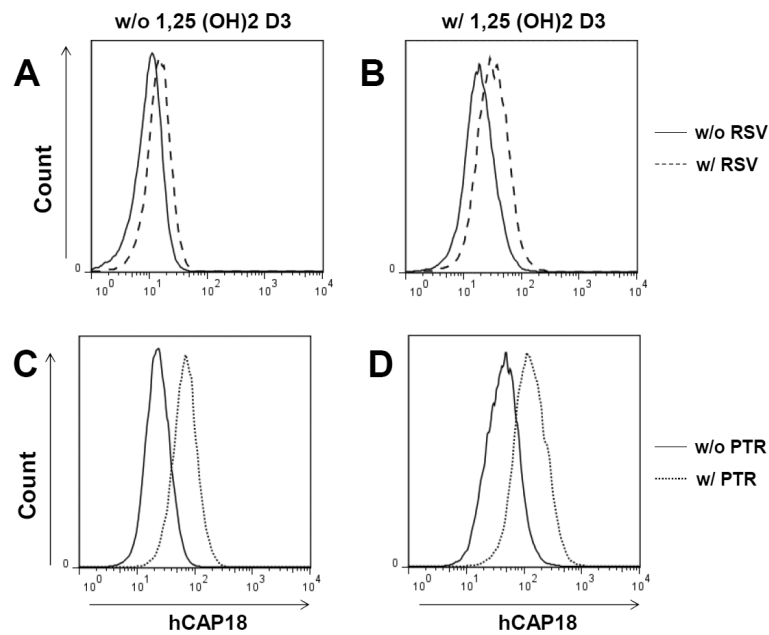 w/o 1,25 (OH)2 D3
w/ 1,25 (OH)2 D3
A
B
Count
0
10^0 10^1 10^2 10^3 10^4
0
10^0 10^1 10^2 10^3 10^4
w/o RSV
w/ RSV
C
D
Count
0
10^0 10^1 10^2 10^3 10^4
0
10^0 10^1 10^2 10^3 10^4
w/o PTR
w/ PTR
hCAP18
hCAP18